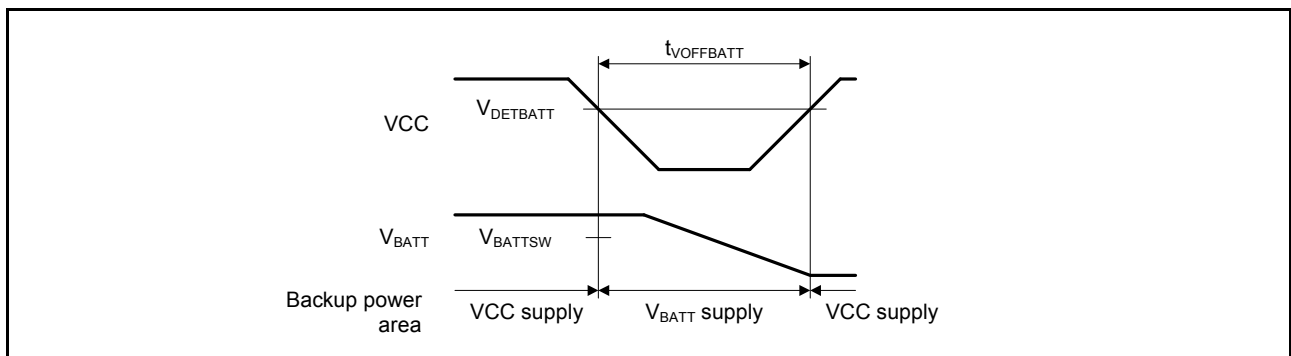 tVOFFBATT
VCC
VDETBATT
VBATT
VBATTSW
Backup power
area
VCC supply
VBATT supply
VCC supply